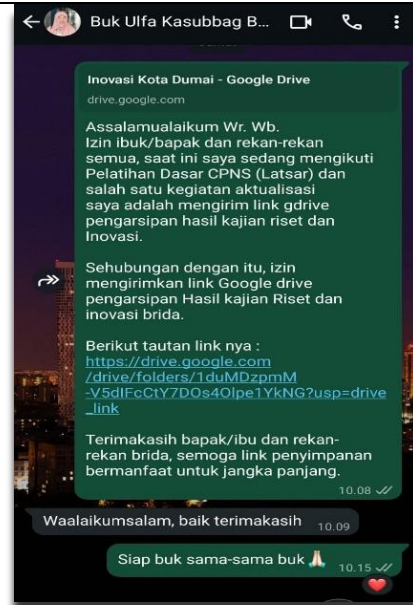 Buk Ulfa Kasubbag B...
Inovasi Kota Dumai - Google Drive
drive.google.com
Assalamualaikum Wr. Wb.
Izin ibuk/bapak dan rekan-rekan
semua, saat ini saya sedang mengikuti
Pelatihan Dasar CPNS (Latsar) dan
salah satu kegiatan aktualisasi
saya adalah mengirim link gdrive
pengarsipan hasil kajian riset dan
Inovasi.
Sehubungan dengan itu, izin
mengirimkan link Google drive
pengarsipan Hasil kajian Riset dan
inovasi brida.
Berikut tautan link nya :
https://drive.google.com
/drive/folders/1duMDzpmM
-V5dIFcCtY7DOs4Olpe1YkNG?usp=drive
_link
Terimakasih bapak/ibu dan rekan-
rekan brida, semoga link penyimpanan
bermanfaat untuk jangka panjang.
10.08
Waalaikumsalam, baik terimakasih 10.09
Siap buk sama-sama buk 🙏🏻 10.15